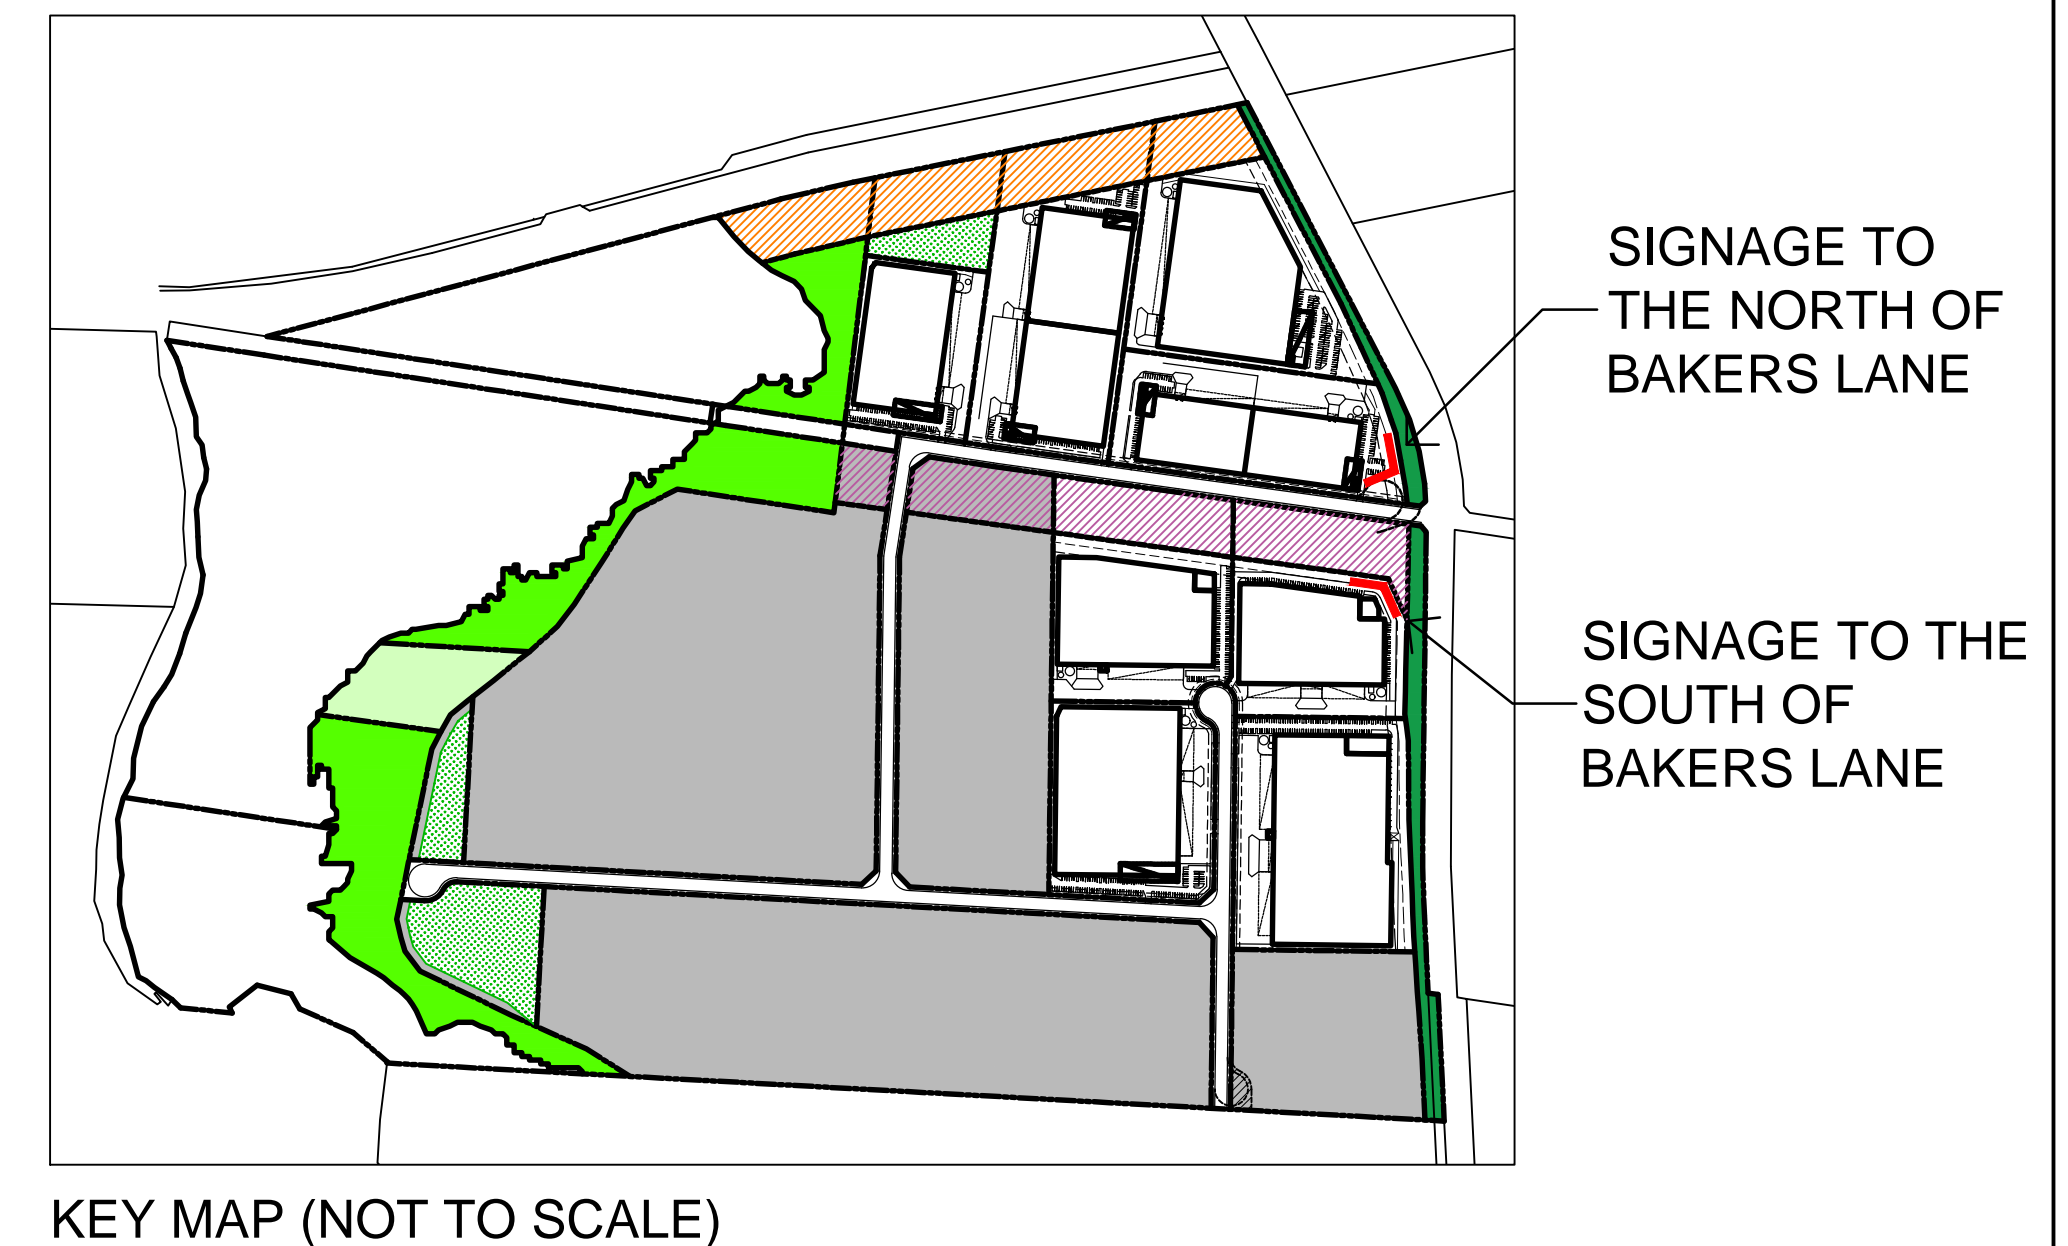 SIGNAGE TO
THE NORTH OF
BAKERS LANE
SIGNAGE TO THE
SOUTH OF
BAKERS LANE
KEY MAP (NOT TO SCALE)